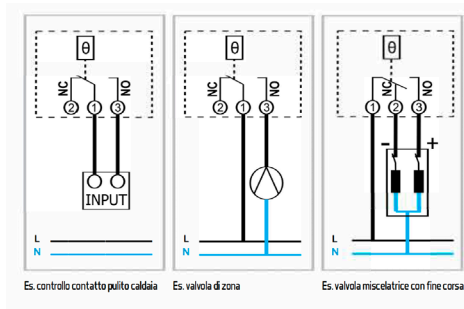 θ
NC
NO
2 1 3
INPUT
L
N
Es. controllo contatto pulito caldaia
θ
NC
NO
2 1 3
L
N
Es. valvola di zona
θ
NC
NO
1 2 3
- +
L
N
Es. valvola miscelatrice con fine corsa